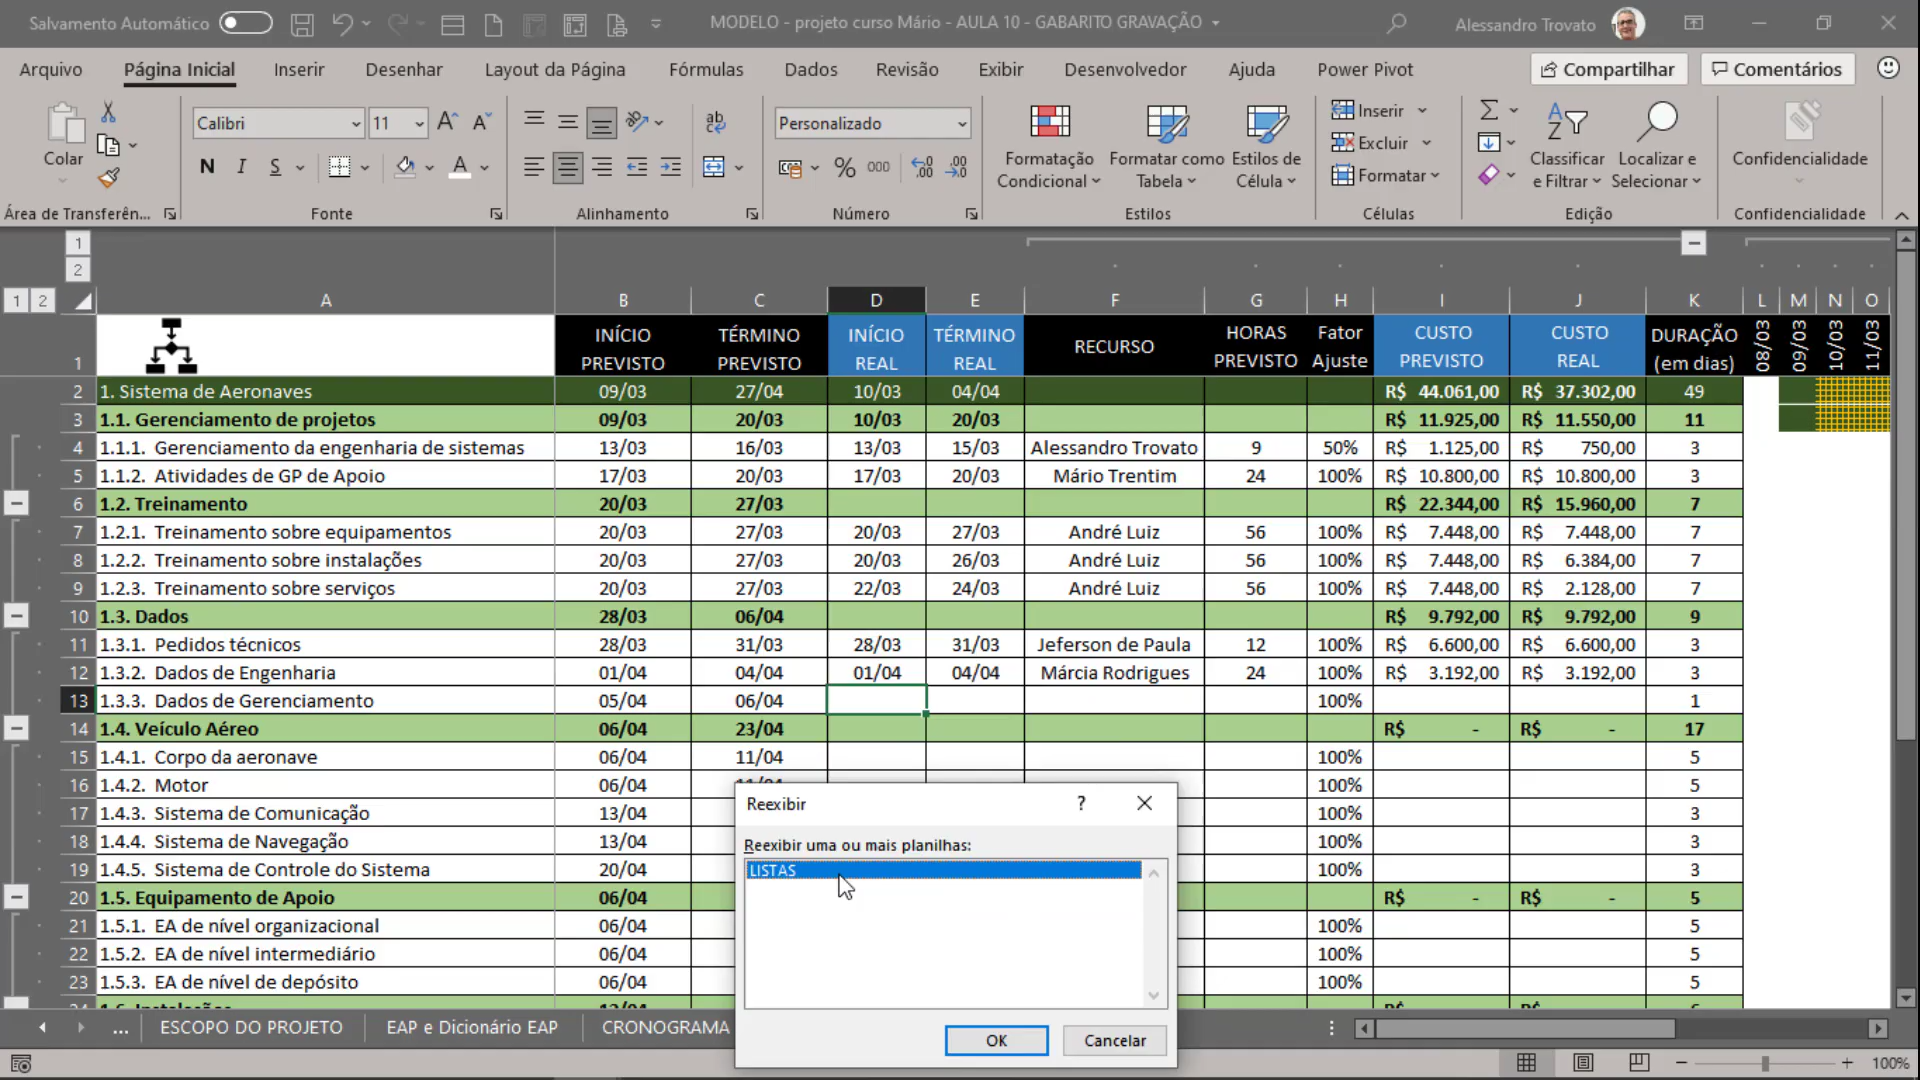 Salvamento Automático
MODELO - projeto curso Mário - AULA 10 - GABARITO GRAVAÇÃO
Alessandro Trovato
Arquivo Página Inicial Inserir Desenhar Layout da Página Fórmulas Dados Revisão Exibir Desenvolvedor Ajuda Power Pivot Compartilhar Comentários
Calibri 11 Personalizado
Colar
N I S A
% 000
Formatação Condicional
Formatar como Tabela
Estilos de Célula
Inserir
Excluir
Formatar
Classificar e Filtrar
Localizar e Selecionar
Confidencialidade
Área de Transferên... Fonte Alinhamento Número Estilos Células Edição Confidencialidade
1
2
1 2 A B C D E F G H I J K L M N O
1 INÍCIO PREVISTO TÉRMINO PREVISTO INÍCIO REAL TÉRMINO REAL RECURSO HORAS PREVISTO Fator Ajuste CUSTO PREVISTO CUSTO REAL DURAÇÃO (em dias) 08/03 09/03 10/03 11/03
2 1. Sistema de Aeronaves 09/03 27/04 10/03 04/04 R$ 44.061,00 R$ 37.302,00 49
3 1.1. Gerenciamento de projetos 09/03 20/03 10/03 20/03 R$ 11.925,00 R$ 11.550,00 11
4 1.1.1. Gerenciamento da engenharia de sistemas 13/03 16/03 13/03 15/03 Alessandro Trovato 9 50% R$ 1.125,00 R$ 750,00 3
5 1.1.2. Atividades de GP de Apoio 17/03 20/03 17/03 20/03 Mário Trentim 24 100% R$ 10.800,00 R$ 10.800,00 3
6 1.2. Treinamento 20/03 27/03 R$ 22.344,00 R$ 15.960,00 7
7 1.2.1. Treinamento sobre equipamentos 20/03 27/03 20/03 27/03 André Luiz 56 100% R$ 7.448,00 R$ 7.448,00 7
8 1.2.2. Treinamento sobre instalações 20/03 27/03 20/03 26/03 André Luiz 56 100% R$ 7.448,00 R$ 6.384,00 7
9 1.2.3. Treinamento sobre serviços 20/03 27/03 22/03 24/03 André Luiz 56 100% R$ 7.448,00 R$ 2.128,00 7
10 1.3. Dados 28/03 06/04 R$ 9.792,00 R$ 9.792,00 9
11 1.3.1. Pedidos técnicos 28/03 31/03 28/03 31/03 Jeferson de Paula 12 100% R$ 6.600,00 R$ 6.600,00 3
12 1.3.2. Dados de Engenharia 01/04 04/04 01/04 04/04 Márcia Rodrigues 24 100% R$ 3.192,00 R$ 3.192,00 3
13 1.3.3. Dados de Gerenciamento 05/04 06/04 100% 1
14 1.4. Veículo Aéreo 06/04 23/04 R$ - R$ - 17
15 1.4.1. Corpo da aeronave 06/04 11/04 100% 5
16 1.4.2. Motor 06/04 100% 5
17 1.4.3. Sistema de Comunicação 13/04 100% 3
18 1.4.4. Sistema de Navegação 13/04 100% 3
19 1.4.5. Sistema de Controle do Sistema 20/04 100% 3
20 1.5. Equipamento de Apoio 06/04 R$ - R$ - 5
21 1.5.1. EA de nível organizacional 06/04 100% 5
22 1.5.2. EA de nível intermediário 06/04 100% 5
23 1.5.3. EA de nível de depósito 06/04 100% 5
Reexibir ?
Reexibir uma ou mais planilhas:
LISTAS
OK Cancelar
... ESCOPO DO PROJETO EAP e Dicionário EAP CRONOGRAMA
100%